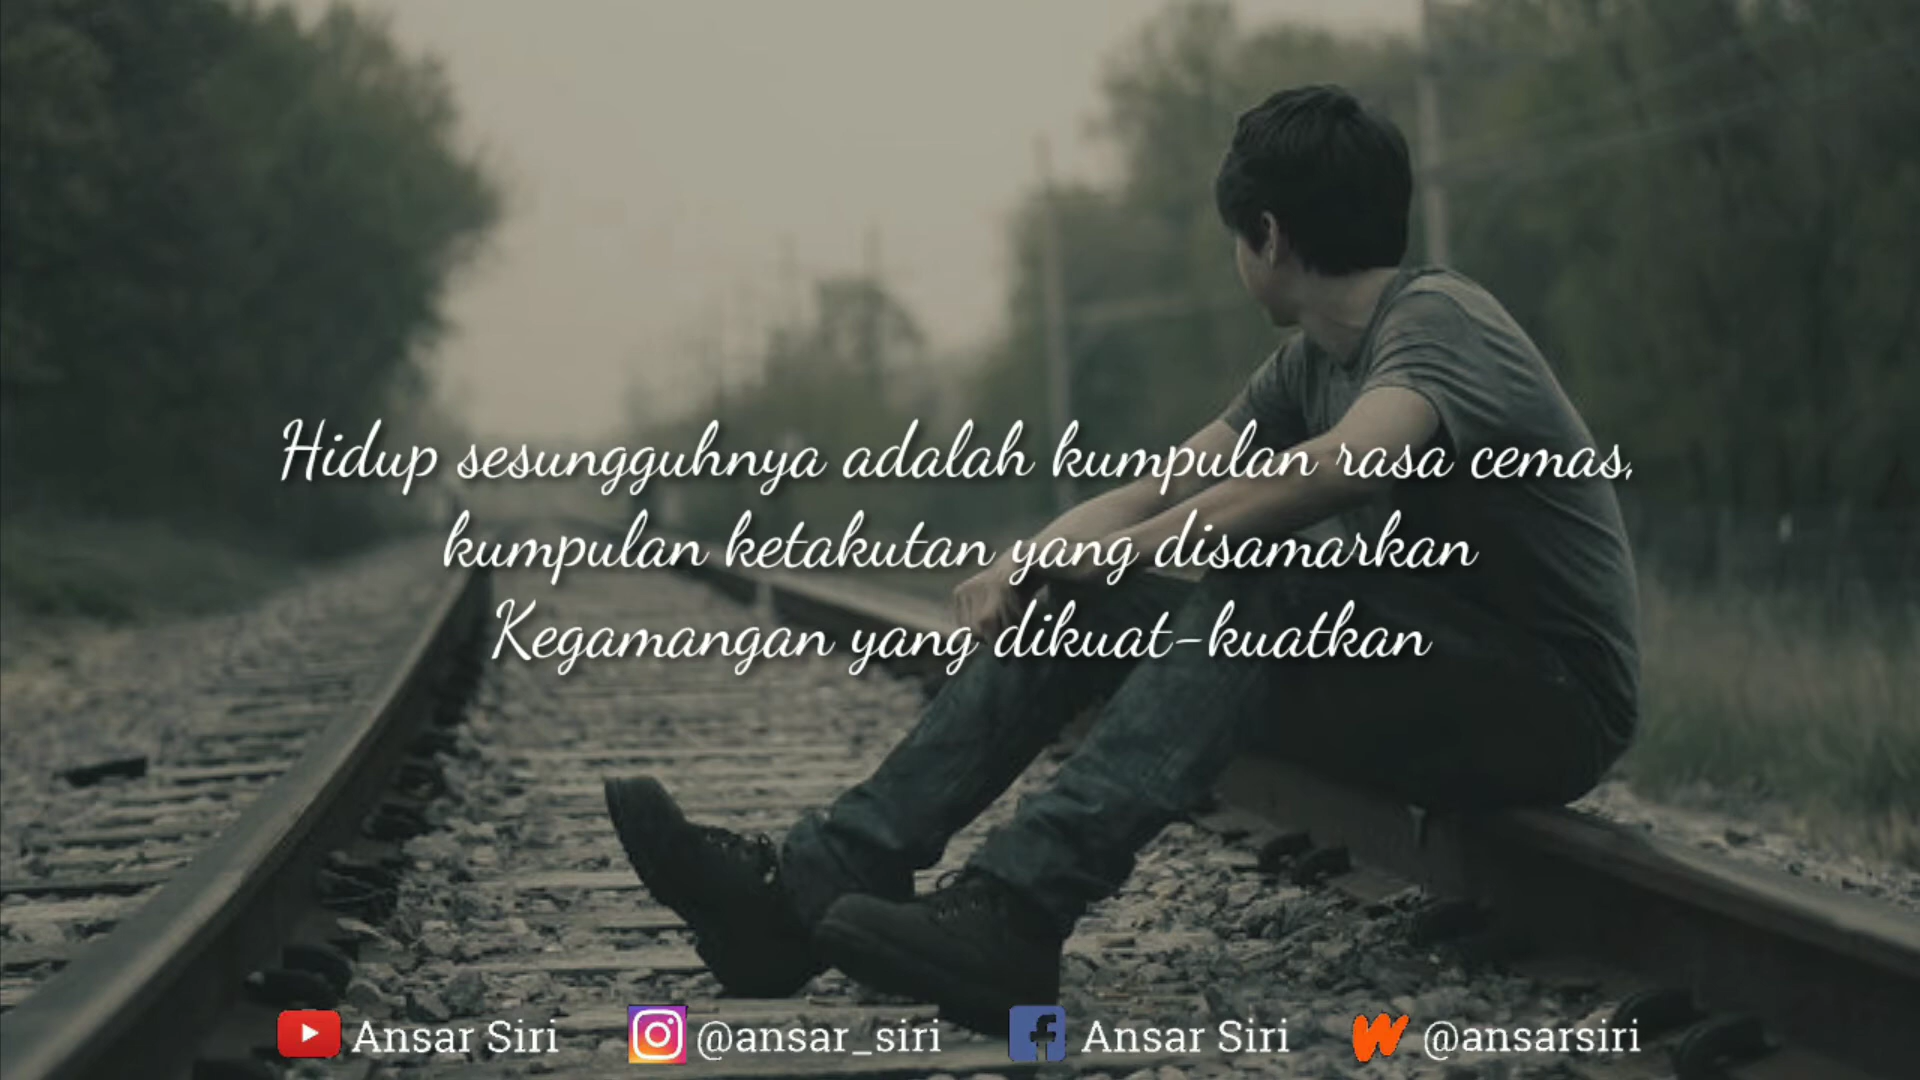 Hidup sesungguhnya adalah kumpulan rasa cemas,
kumpulan ketakutan yang disamarkan
Kegamangan yang dikuat-kuatkan
Ansar Siri @ansar_siri Ansar Siri @ansarsiri